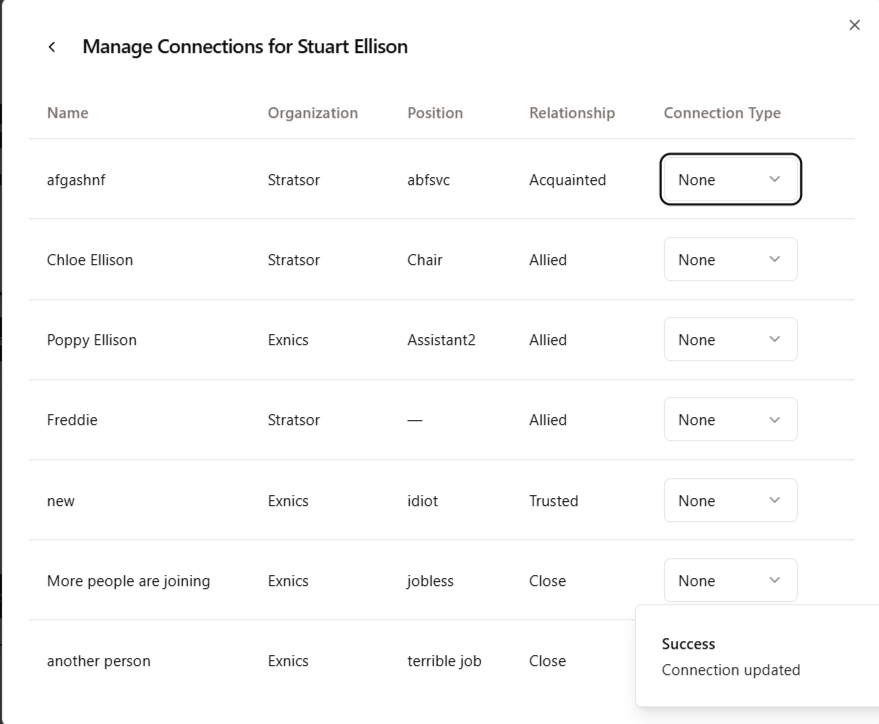 Manage Connections for Stuart Ellison
Name Organization Position Relationship Connection Type
afgashnf Stratsor abfsvc Acquainted None
Chloe Ellison Stratsor Chair Allied None
Poppy Ellison Exnics Assistant2 Allied None
Freddie Stratsor — Allied None
new Exnics idiot Trusted None
More people are joining Exnics jobless Close None
another person Exnics terrible job Close
Success
Connection updated